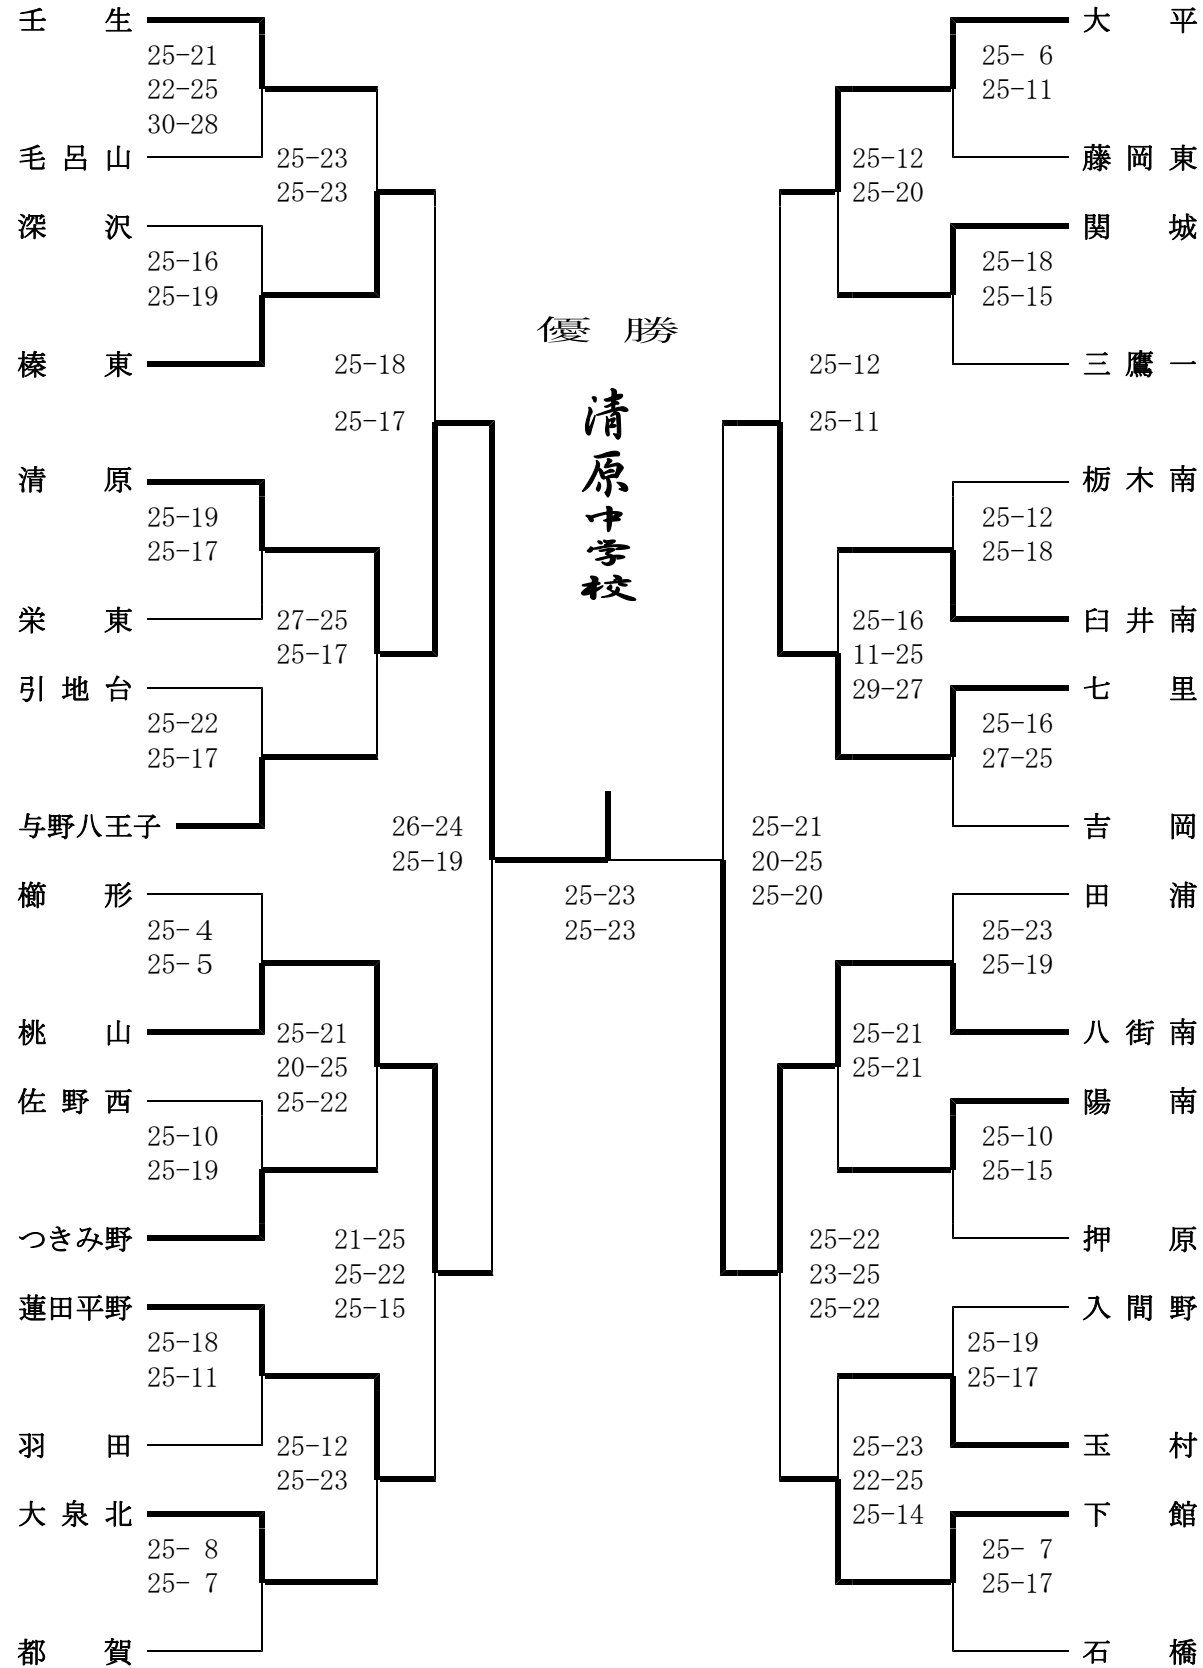 壬生
25-21
22-25
30-28
毛呂山
25-23
25-23
深沢
25-16
25-19
榛東
25-18
25-17
清原
25-19
25-17
栄東
27-25
25-17
引地台
25-22
25-17
与野八王子
26-24
25-19
櫛形
25-4
25-5
桃山
25-21
20-25
25-22
佐野西
25-10
25-19
つきみ野
21-25
25-22
25-15
蓮田平野
25-18
25-11
羽田
25-12
25-23
大泉北
25- 8
25- 7
都賀
優勝
清原中学校
25-23
25-23
大平
25- 6
25-11
藤岡東
25-12
25-20
関城
25-18
25-15
三鷹一
25-12
25-11
栃木南
25-12
25-18
臼井南
25-16
11-25
29-27
七里
25-16
27-25
吉岡
25-21
20-25
25-20
田浦
25-23
25-19
八街南
25-21
25-21
陽南
25-10
25-15
押原
25-22
23-25
25-22
入間野
25-19
25-17
玉村
25-23
22-25
25-14
下館
25- 7
25-17
石橋